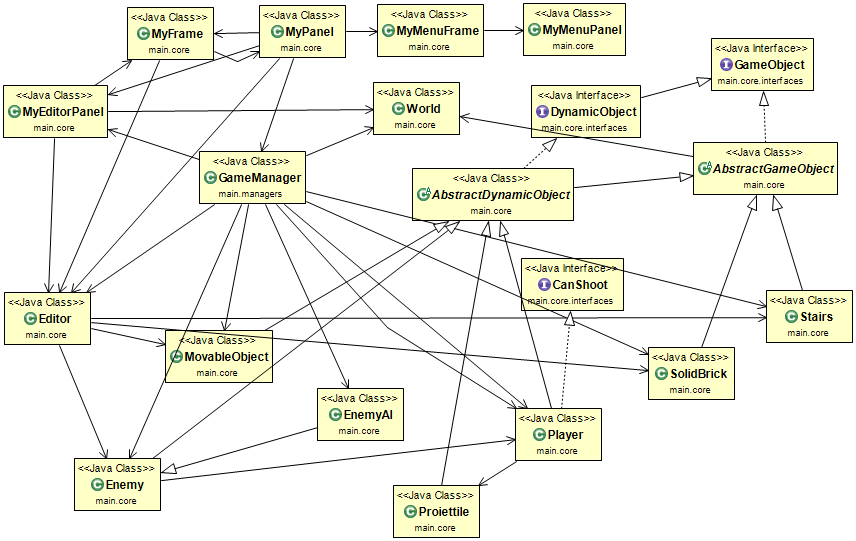 <<Java Class>>
MyFrame
main.core
<<Java Class>>
MyPanel
main.core
<<Java Class>>
MyMenuFrame
main.core
<<Java Class>>
MyMenuPanel
main.core
<<Java Interface>>
GameObject
main.core.interfaces
<<Java Class>>
MyEditorPanel
main.core
<<Java Class>>
World
main.core
<<Java Interface>>
DynamicObject
main.core.interfaces
<<Java Class>>
GameManager
main.managers
<<Java Class>>
AbstractDynamicObject
main.core
<<Java Class>>
AbstractGameObject
main.core
<<Java Interface>>
CanShoot
main.core.interfaces
<<Java Class>>
Editor
main.core
<<Java Class>>
Stairs
main.core
<<Java Class>>
MovableObject
main.core
<<Java Class>>
SolidBrick
main.core
<<Java Class>>
EnemyAI
main.core
<<Java Class>>
Player
main.core
<<Java Class>>
Enemy
main.core
<<Java Class>>
Proiettile
main.core